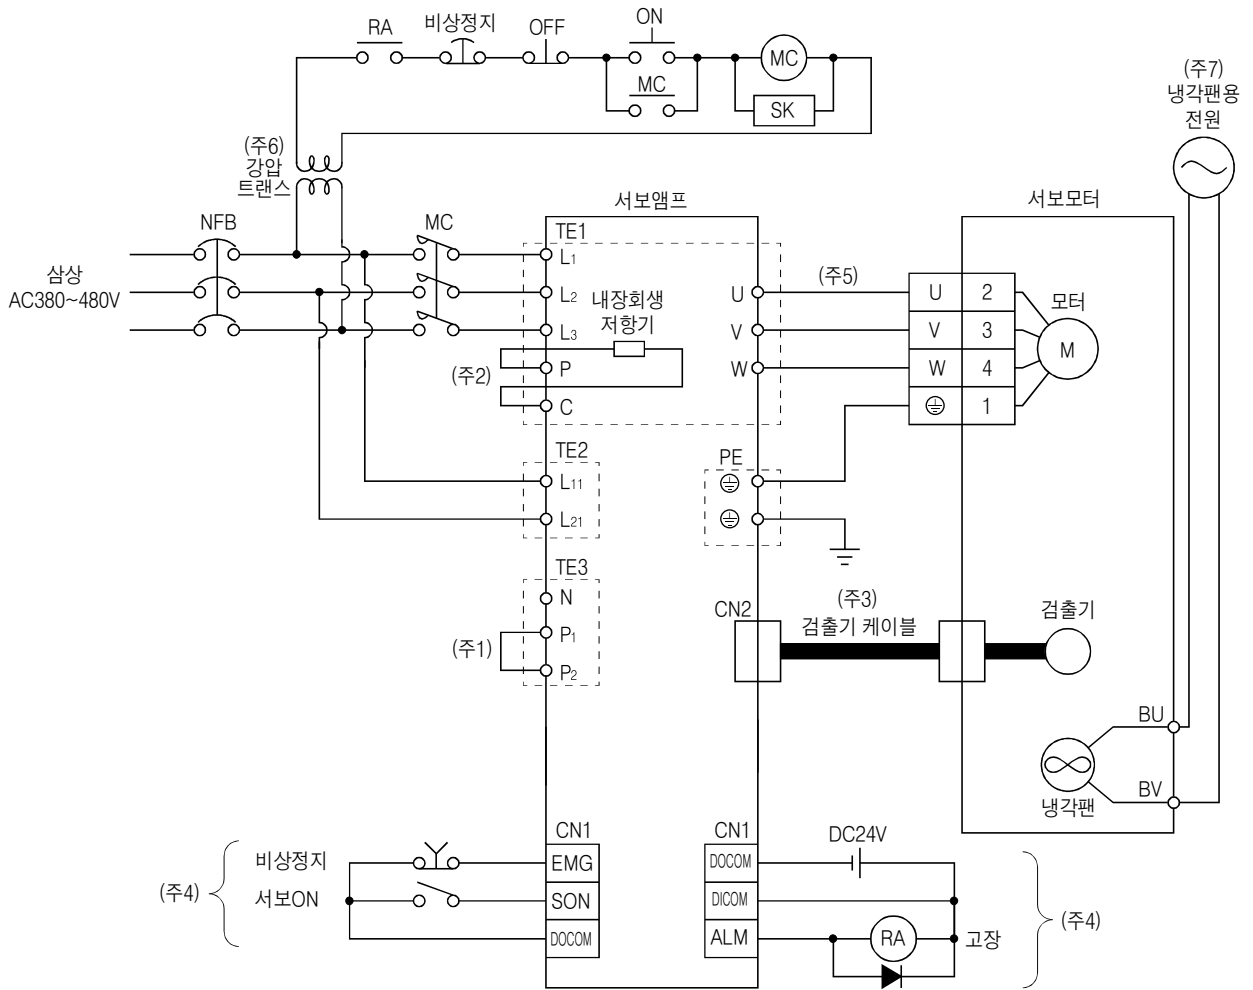 RA
비상정지
OFF
ON
MC
MC
SK
(주7)
냉각팬용
전원
(주6)
강압
트랜스
NFB
MC
서보앰프
서보모터
삼상
AC380~480V
TE1
L1
L2
L3
P
C
내장회생
저항기
(주2)
U
V
W
(주5)
U 2
V 3
W 4
1
모터
M
TE2
L11
L21
PE
TE3
N
P1
P2
(주1)
CN2
(주3)
검출기 케이블
검출기
BU
BV
냉각팬
(주4)
비상정지
서보ON
CN1
EMG
SON
DOCOM
CN1
DOCOM
DICOM
ALM
DC24V
RA
고장
(주4)